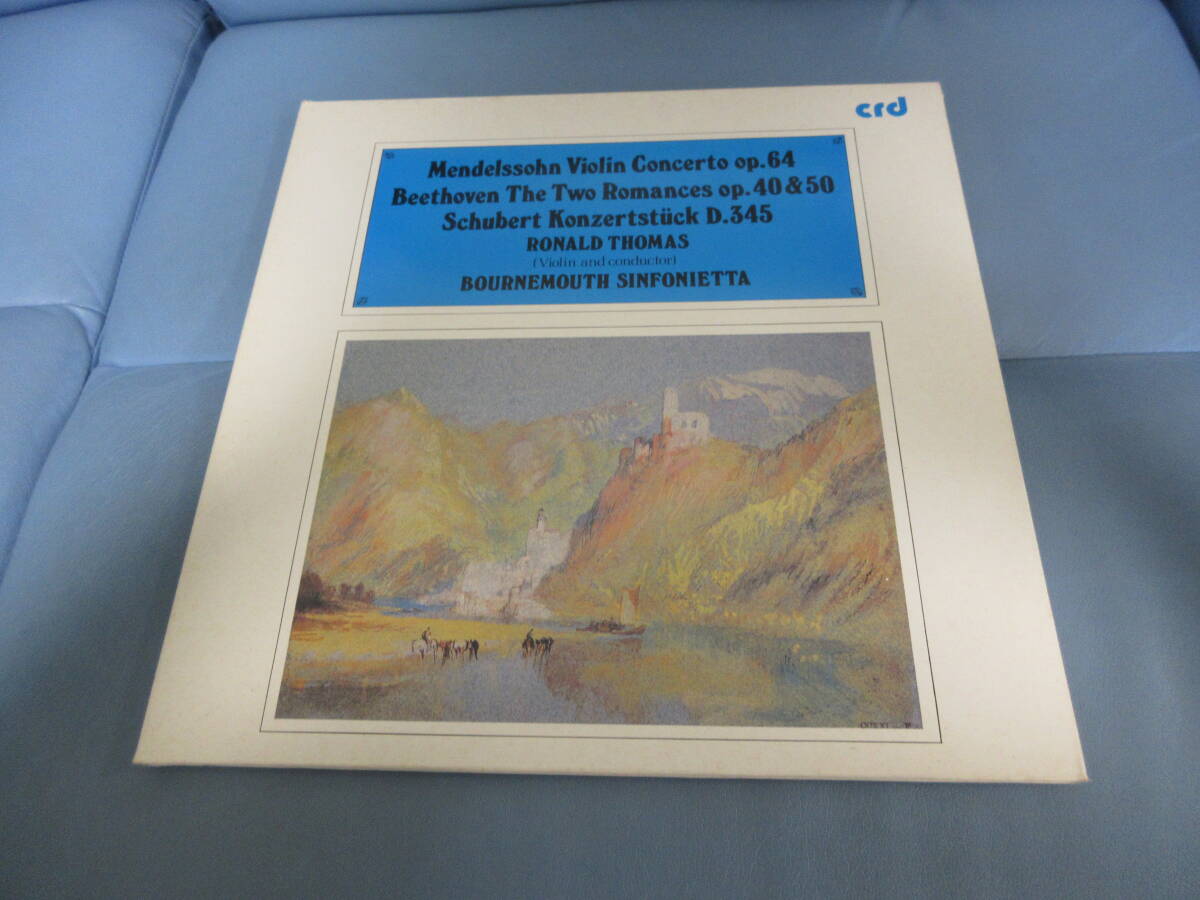 crd
Mendelssohn Violin Concerto op.64
Beethoven The Two Romances op.40 & 50
Schubert Konzertstück D.345
RONALD THOMAS
(Violin and conductor)
BOURNEMOUTH SINFONIETTA